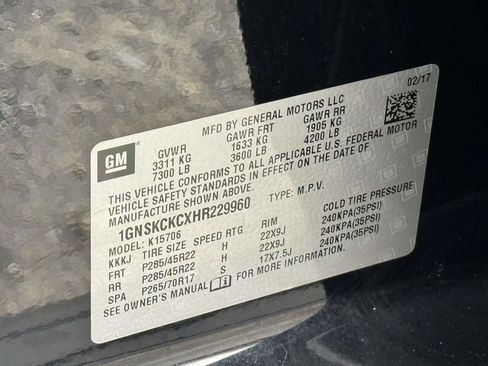 02/17
GM
MFD BY GENERAL MOTORS LLC
GVWR GAWR FRT GAWR RR
3311 KG 1633 KG 1905 KG
7300 LB 3600 LB 4200 LB
THIS VEHICLE CONFORMS TO ALL APPLICABLE U.S. FEDERAL MOTOR
VEHICLE SAFETY STANDARDS IN EFFECT ON THE DATE OF
MANUFACTURE SHOWN ABOVE.
1GNSKCKCXHR229960 TYPE: M.P.V.
MODEL: K15706
KKKJ TIRE SIZE SPEED RTG RIM COLD TIRE PRESSURE
FRT P285/45R22 H 22X9J 240KPA(35PSI)
RR P285/45R22 H 22X9J 240KPA(35PSI)
SPA P265/70R17 S 17X7.5J 240KPA(35PSI)
SEE OWNER'S MANUAL FOR MORE INFORMATION.